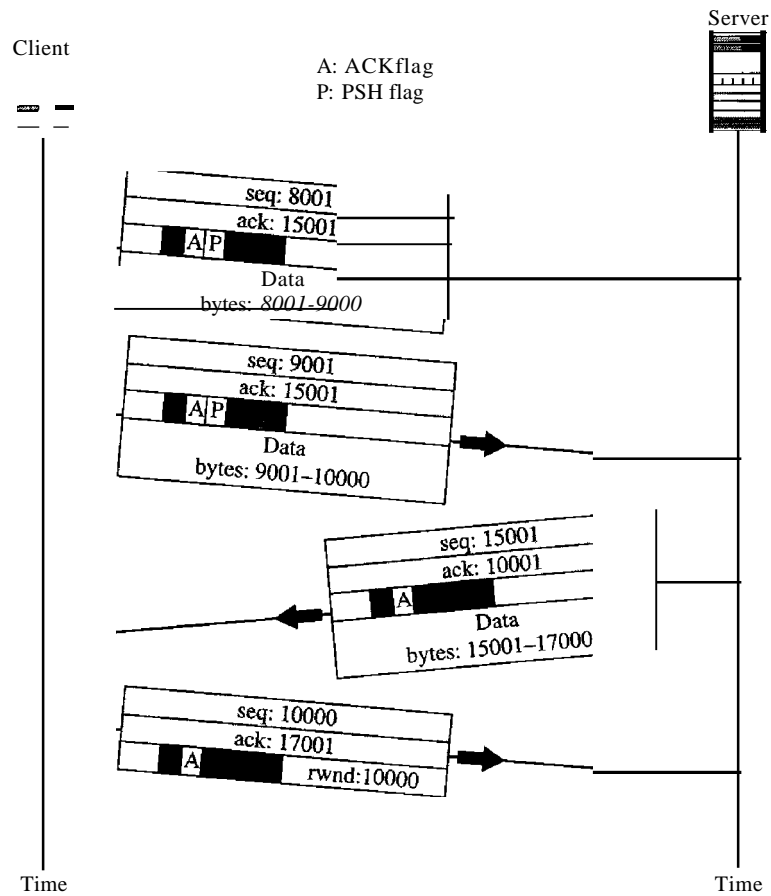 Server
Client
A: ACKflag
P: PSH flag
seq: 8001
ack: 15001
A P
Data
bytes: 8001-9000
seq: 9001
ack: 15001
A P
Data
bytes: 9001–10000
seq: 15001
ack: 10001
A
Data
bytes: 15001–17000
seq: 10000
ack: 17001
A rwnd:10000
Time Time